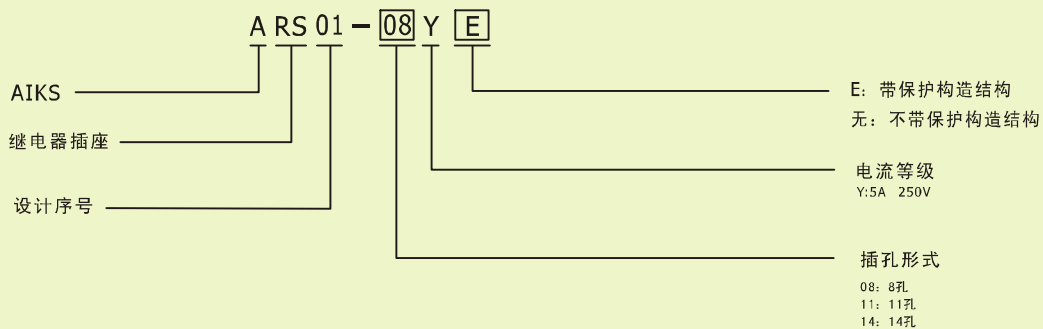 ARS01-08YE
AIKS
继电器插座
设计序号
E: 带保护构造结构
无: 不带保护构造结构
电流等级
Y:5A 250V
插孔形式
08: 8孔
11: 11孔
14: 14孔